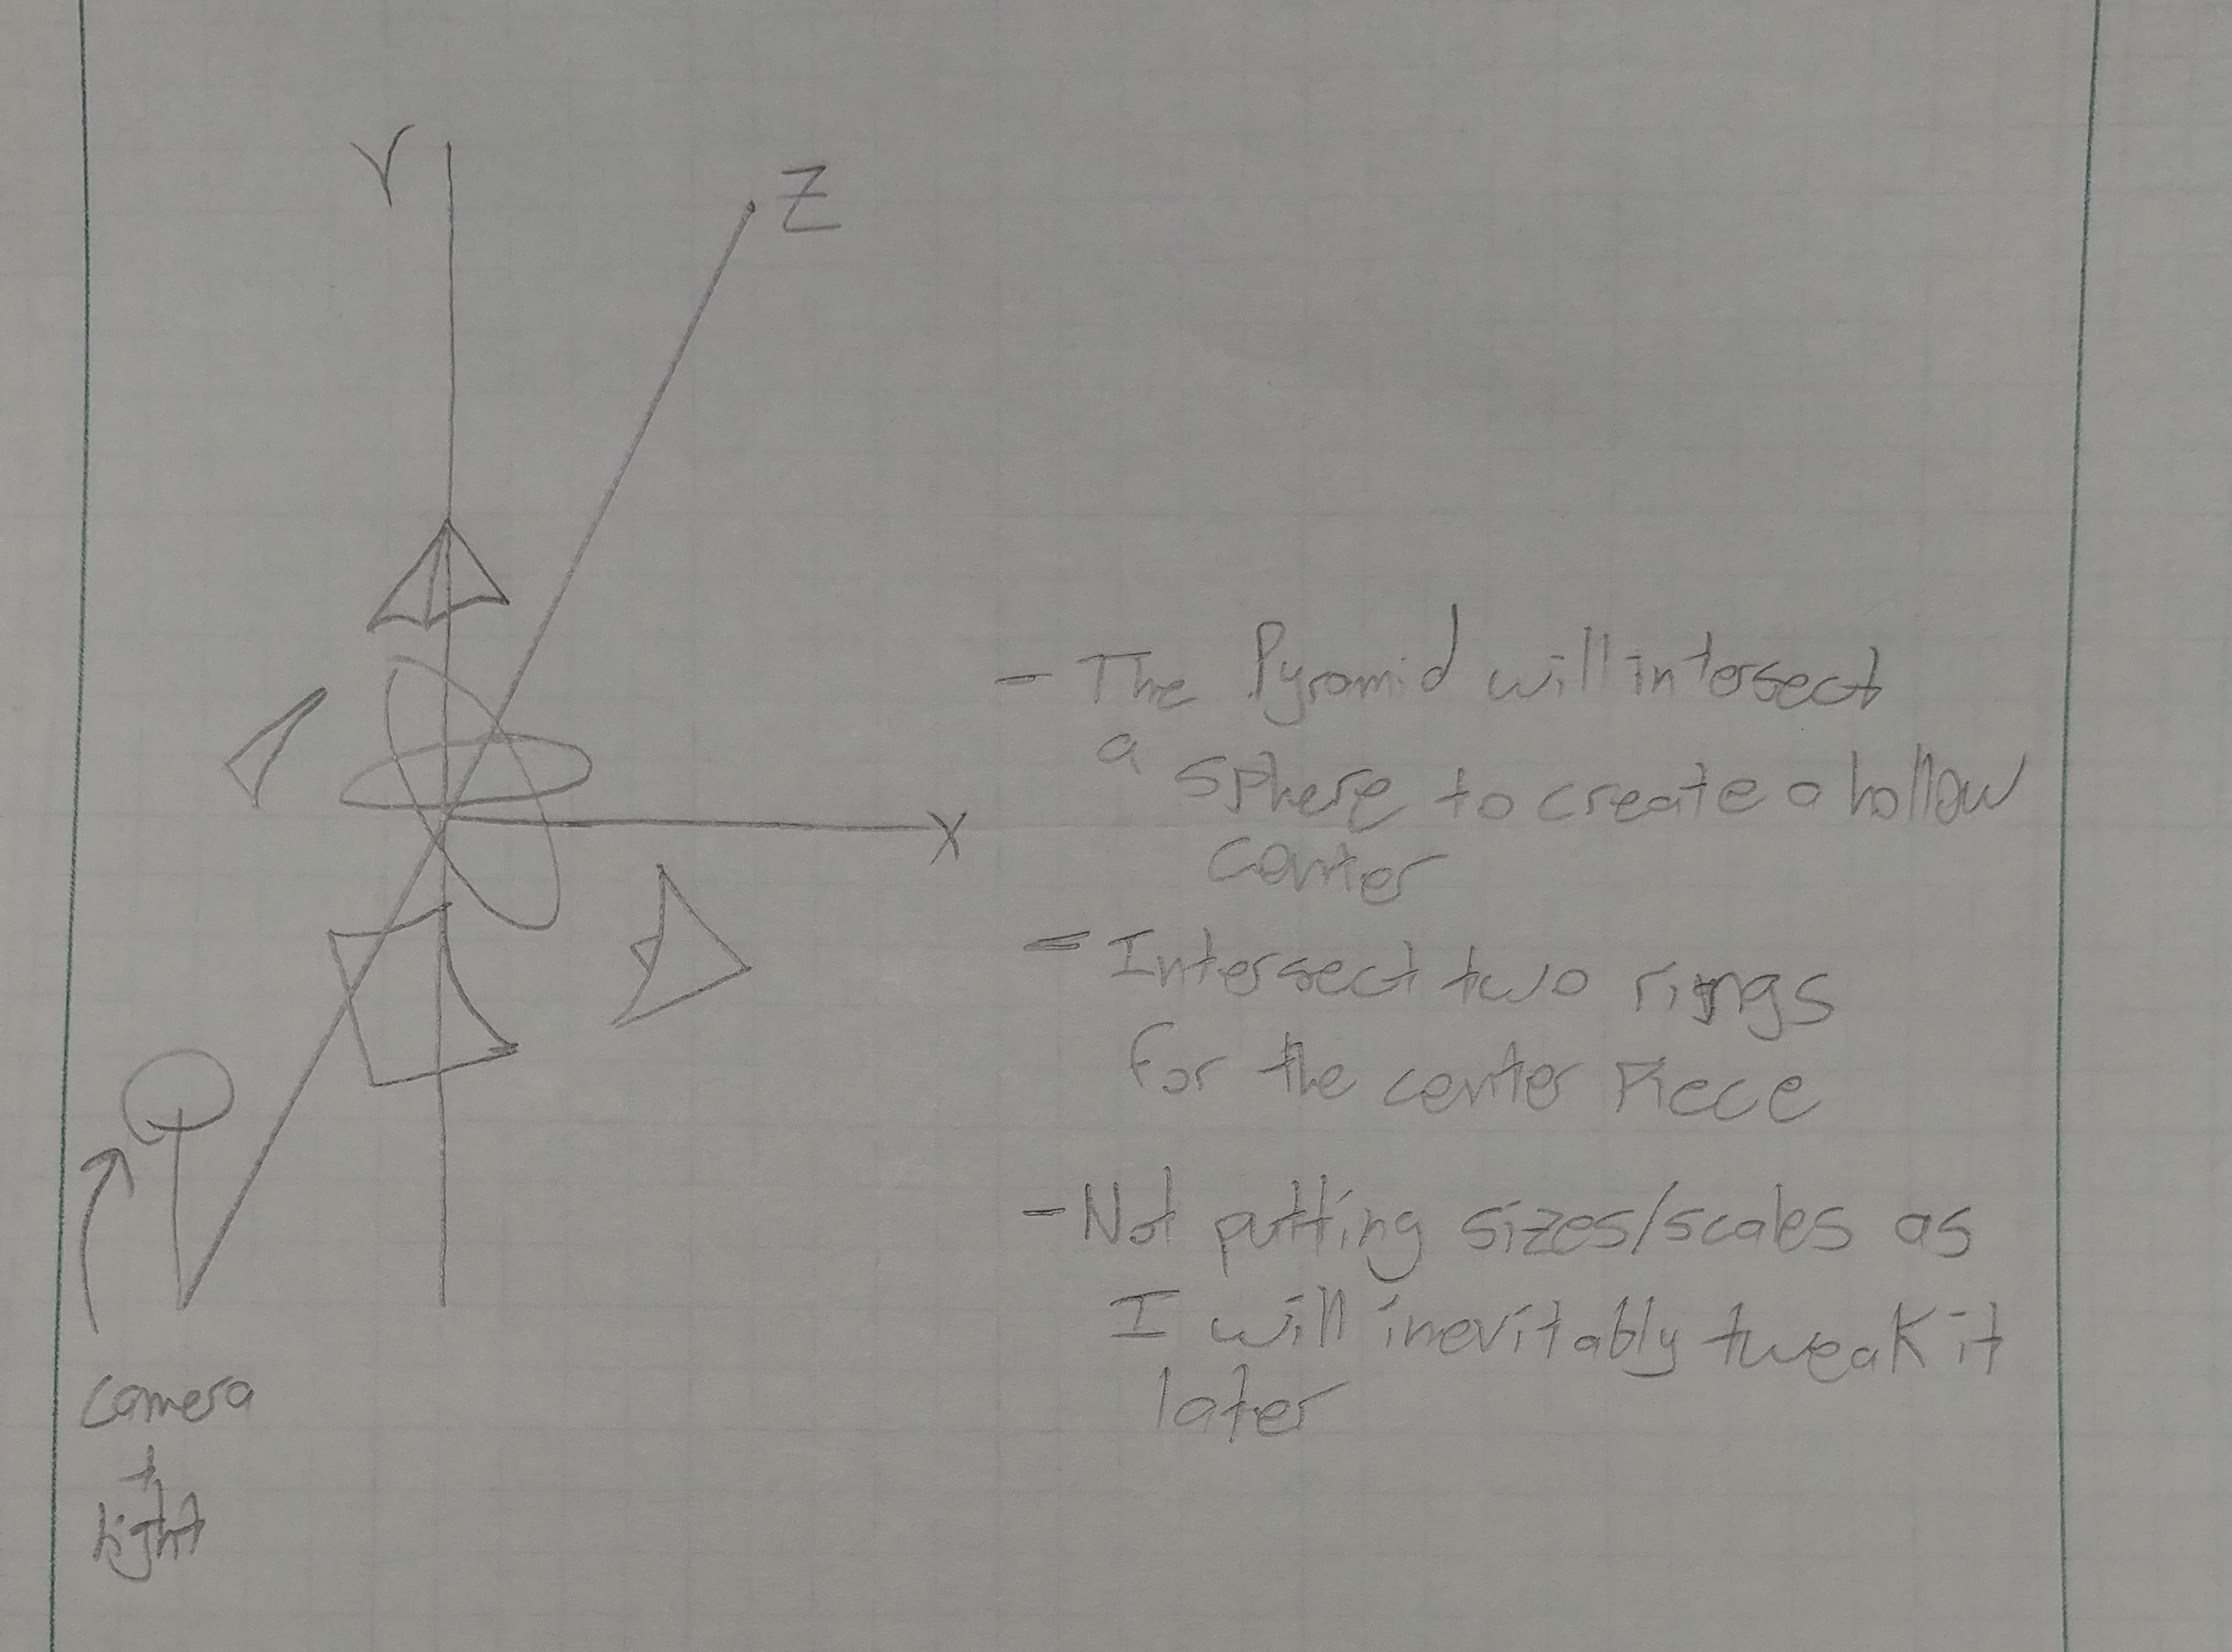 Y
Z
X
- The Pyramid will intersect
a sphere to create a hollow
center
- Intersect two rings
for the center Piece
- Not putting sizes/scales as
I will inevitably tweak it
later
camera
+
light